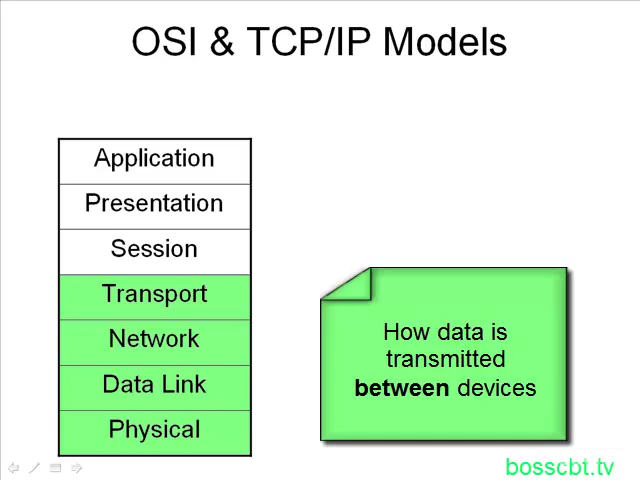 OSI & TCP/IP Models
Application
Presentation
Session
Transport
Network
Data Link
Physical
How data is
transmitted
between devices
bosscbt.tv